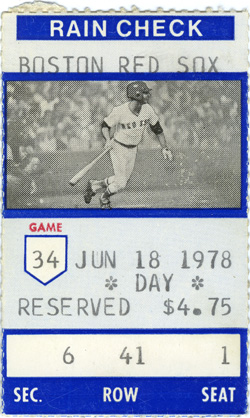 RAIN CHECK
BOSTON RED SOX
RED SOX
GAME
34 JUN 18 1978
* DAY *
RESERVED $4.75
6 41 1
SEC. ROW SEAT